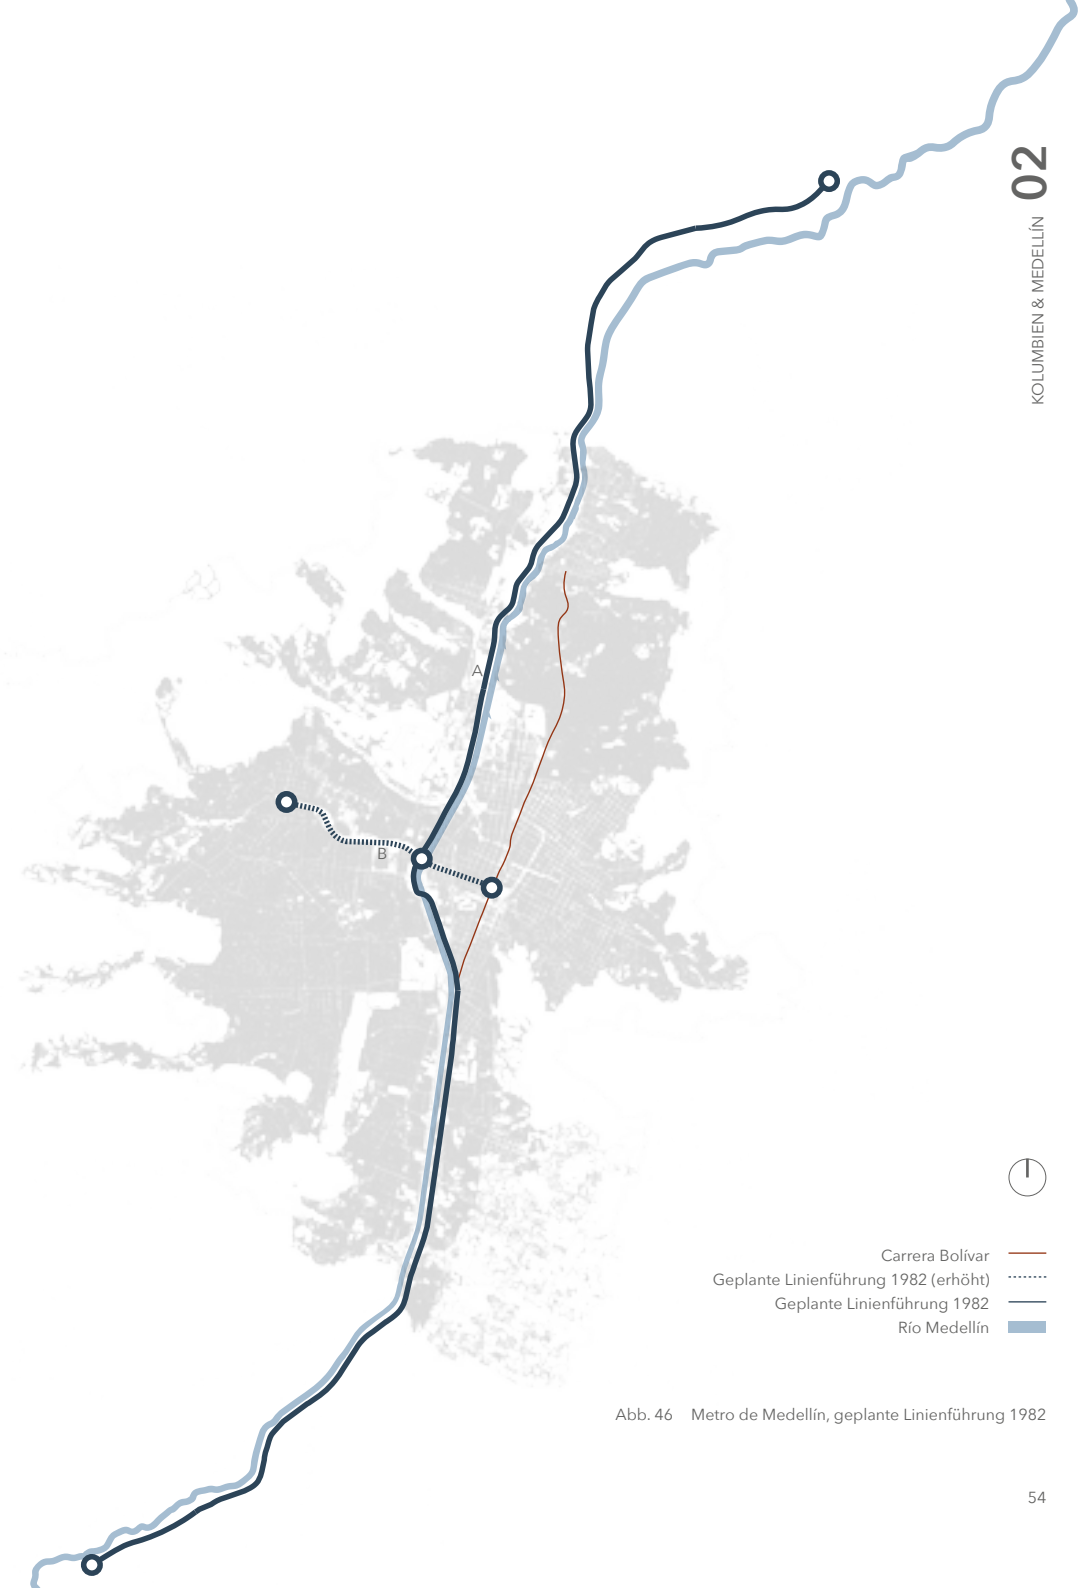 02
KOLUMBIEN & MEDELLÍN
A
B
Carrera Bolívar
Geplante Linienführung 1982 (erhöht)
Geplante Linienführung 1982
Río Medellín
Abb. 46 Metro de Medellín, geplante Linienführung 1982
54